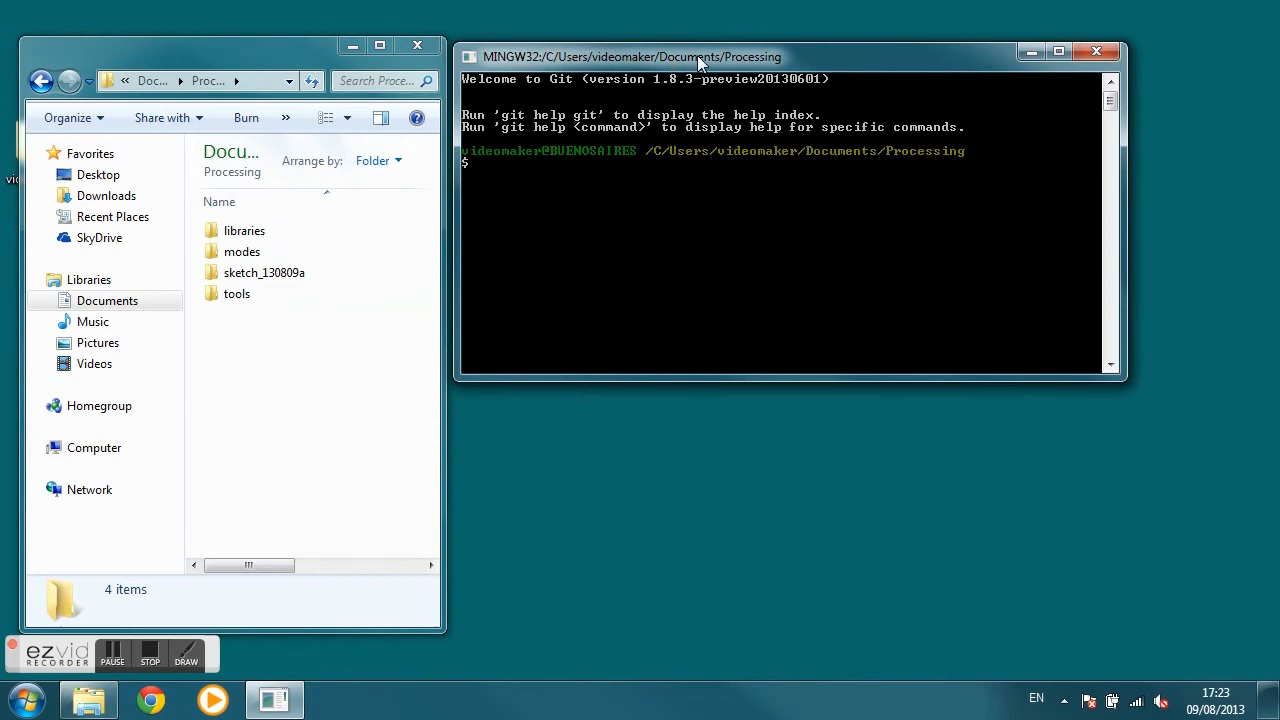 MINGW32:/C/Users/videomaker/Documents/Processing
Welcome to Git (version 1.8.3-preview20130601)
Run 'git help git' to display the help index.
Run 'git help <command>' to display help for specific commands.
videomaker@BUENOSAIRES /C/Users/videomaker/Documents/Processing
$
« Doc... Proc...
Search Proce...
Organize Share with Burn »
Favorites
Desktop
Downloads
Recent Places
SkyDrive
Libraries
Documents
Music
Pictures
Videos
Homegroup
Computer
Network
Docu...
Processing
Arrange by: Folder
Name
libraries
modes
sketch_130809a
tools
4 items
ezvid
RECORDER
PAUSE STOP DRAW
EN
17:23
09/08/2013